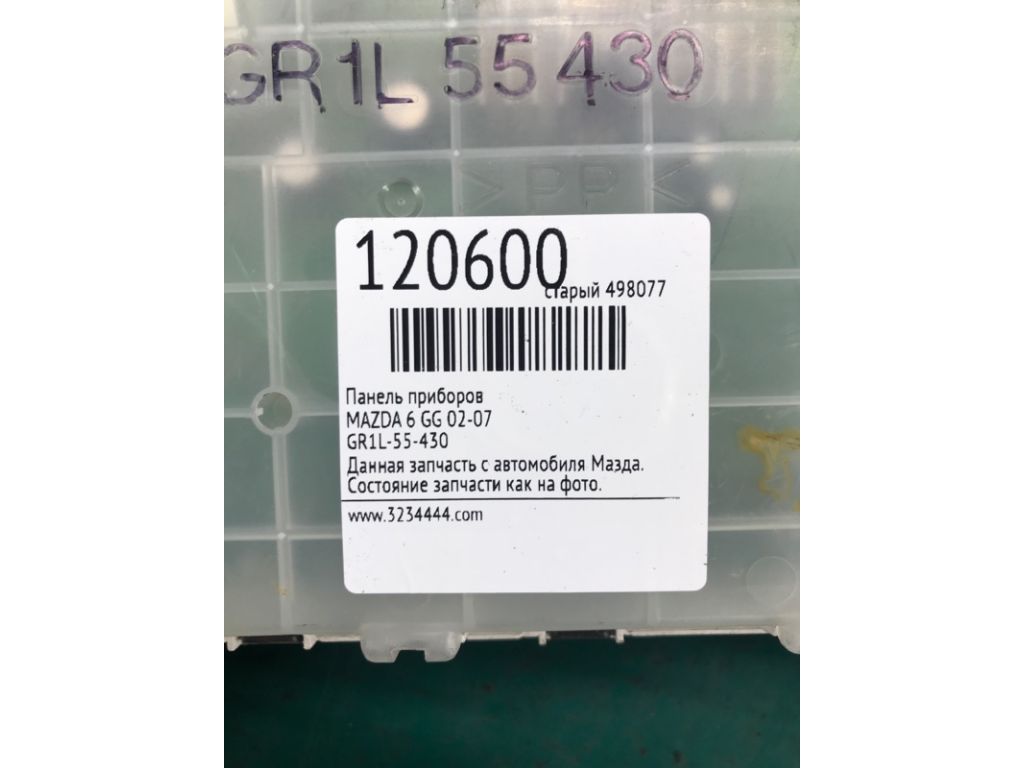 GR1L 55 430
>PP<
120600
старый 498077
Панель приборов
MAZDA 6 GG 02-07
GR1L-55-430
Данная запчасть с автомобиля Мазда.
Состояние запчасти как на фото.
www.3234444.com